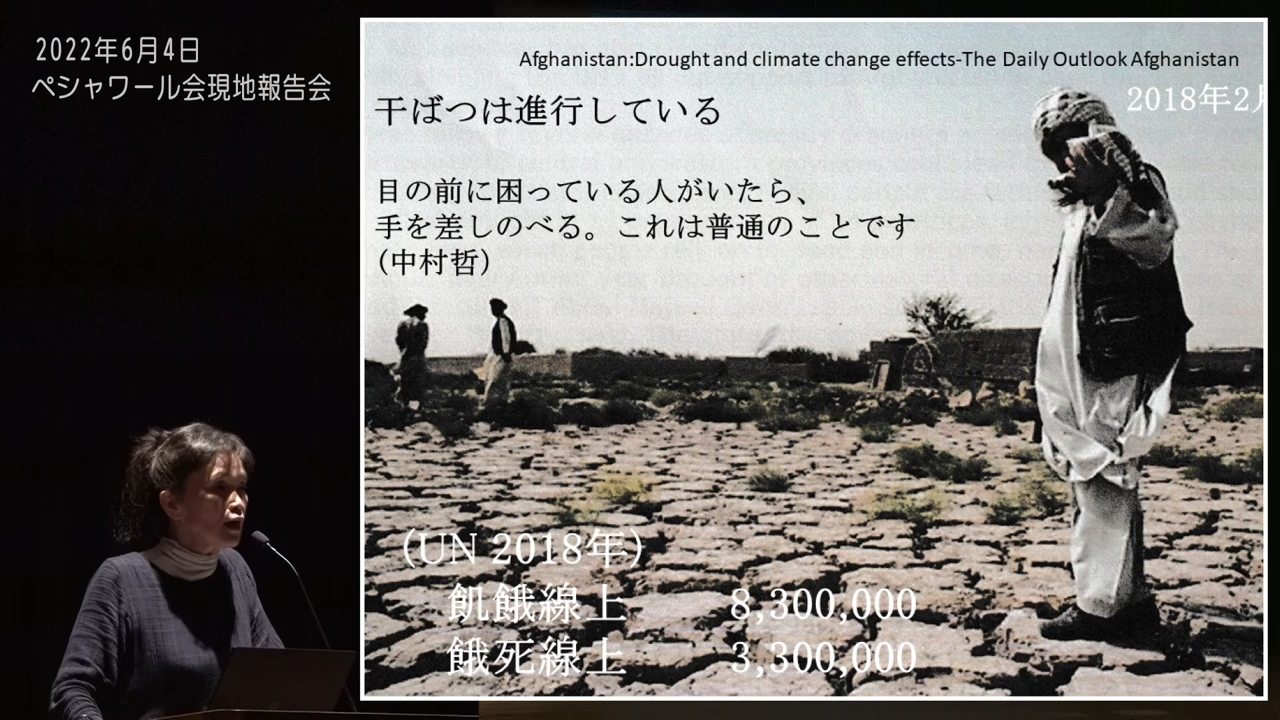 2022年6月4日
ペシャワール会現地報告会
Afghanistan:Drought and climate change effects-The Daily Outlook Afghanistan
2018年2月
干ばつは進行している
目の前に困っている人がいたら、
手を差しのべる。これは普通のことです
(中村哲)
(UN 2018年)
飢餓線上 8,300,000
餓死線上 3,300,000